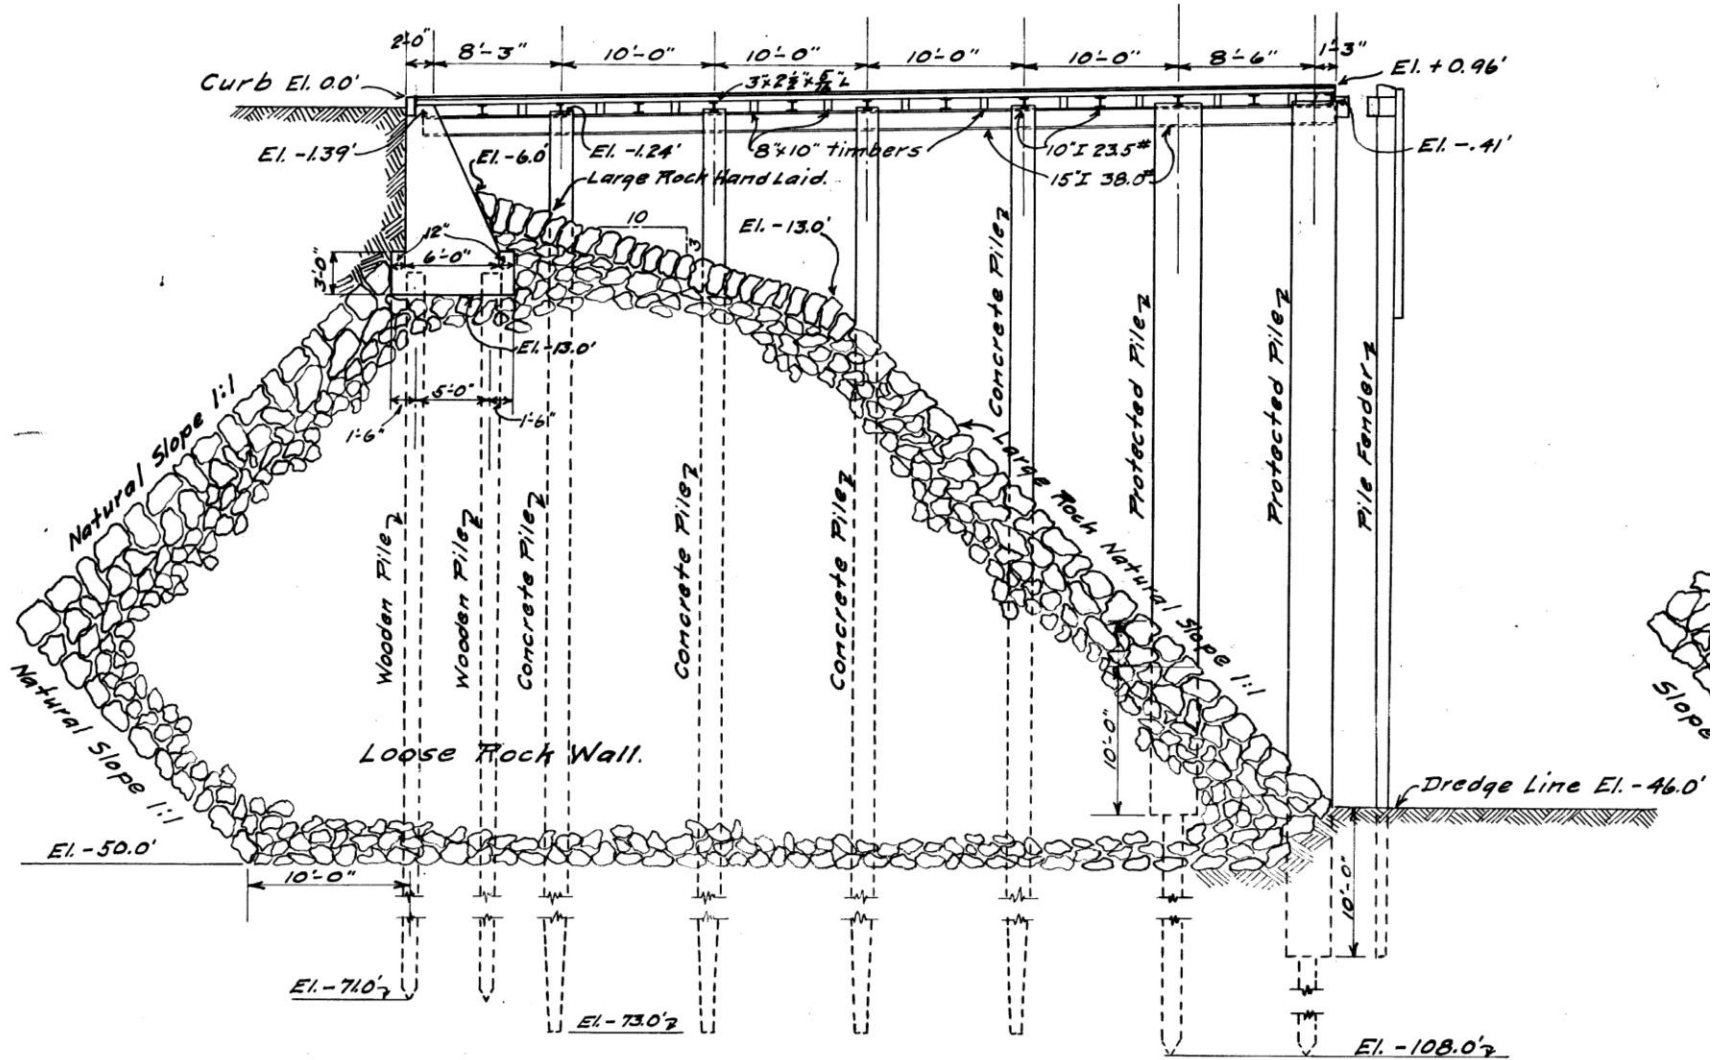 2'-0"
8'-3"
10'-0"
10'-0"
10'-0"
10'-0"
8'-6"
1'-3"
Curb El. 0.0'
3"x2½"x5/16" L
El. +0.96'
El. -1.39'
El. -6.0'
El. -1.24'
8"x10" timbers
10" I 23.5#
El. -.41'
Large Rock Hand Laid.
15" I 38.0#
10
3
El. -13.0'
12"
6'-0"
3'-0"
El. -13.0'
5'-0"
1'-6"
1'-6"
Natural Slope 1:1
Natural Slope 1:1
Wooden Pile
Wooden Pile
Concrete Pile
Concrete Pile
Concrete Pile
Concrete Pile
Protected Pile
Protected Pile
Pile Fender
Large Rock Natural Slope 1:1
Slope
Loose Rock Wall.
10'-0"
Dredge Line El. -46.0'
El. -50.0'
10'-0"
10'-0"
El. -71.0'
El. -73.0'
El. -108.0'